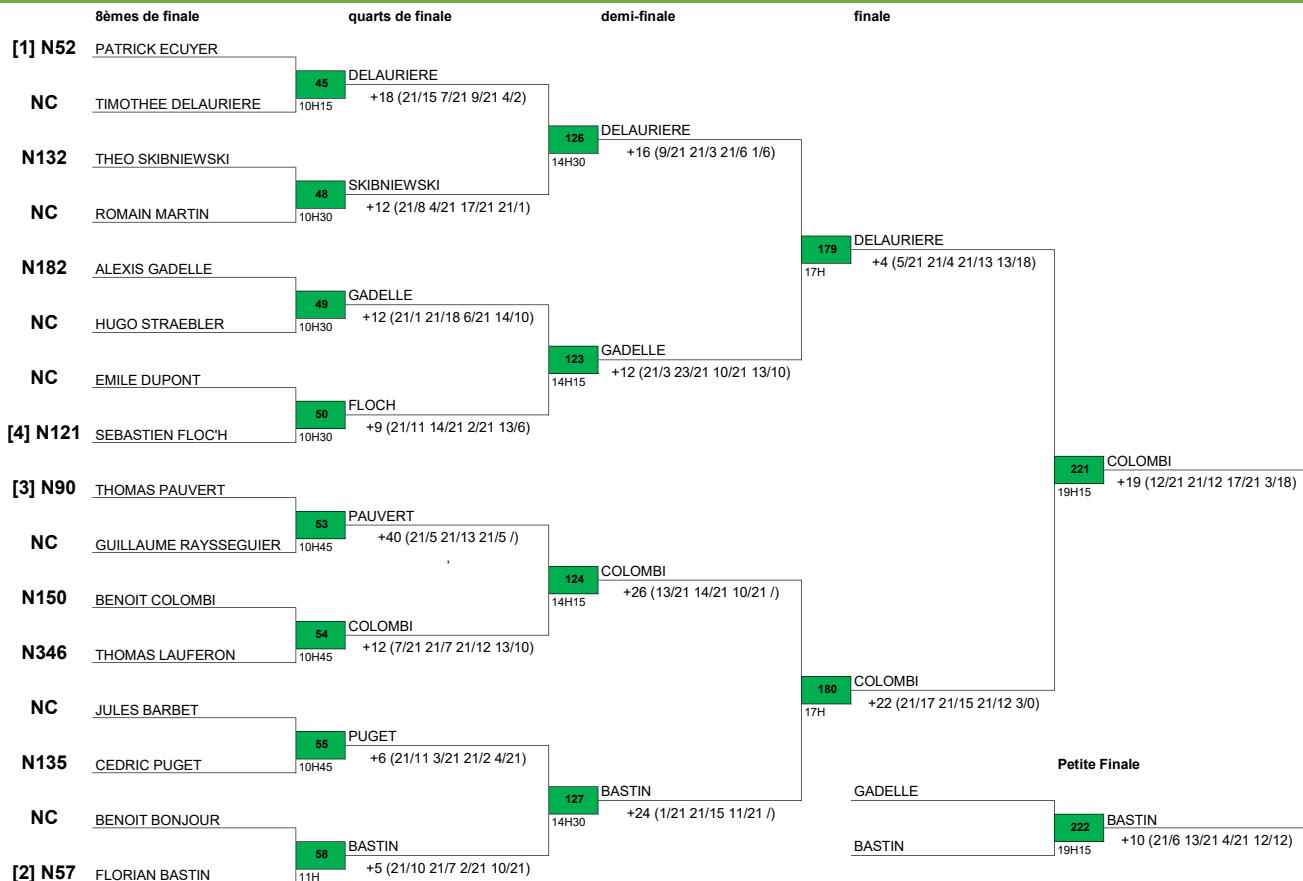 8èmes de finale quarts de finale demi-finale finale
[1] N52 PATRICK ECUYER
45 DELAURIERE
10H15 +18 (21/15 7/21 9/21 4/2)
NC TIMOTHEE DELAURIERE
126 DELAURIERE
14H30 +16 (9/21 21/3 21/6 1/6)
N132 THEO SKIBNIEWSKI
48 SKIBNIEWSKI
10H30 +12 (21/8 4/21 17/21 21/1)
NC ROMAIN MARTIN
179 DELAURIERE
17H +4 (5/21 21/4 21/13 13/18)
N182 ALEXIS GADELLE
49 GADELLE
10H30 +12 (21/1 21/18 6/21 14/10)
NC HUGO STRAEBLER
123 GADELLE
14H15 +12 (21/3 23/21 10/21 13/10)
NC EMILE DUPONT
50 FLOCH
10H30 +9 (21/11 14/21 2/21 13/6)
[4] N121 SEBASTIEN FLOC'H
221 COLOMBI
19H15 +19 (12/21 21/12 17/21 3/18)
[3] N90 THOMAS PAUVERT
53 PAUVERT
10H45 +40 (21/5 21/13 21/5 /)
,
NC GUILLAUME RAYSSEGUIER
124 COLOMBI
14H15 +26 (13/21 14/21 10/21 /)
N150 BENOIT COLOMBI
54 COLOMBI
10H45 +12 (7/21 21/7 21/12 13/10)
N346 THOMAS LAUFERON
180 COLOMBI
17H +22 (21/17 21/15 21/12 3/0)
NC JULES BARBET
55 PUGET
10H45 +6 (21/11 3/21 21/2 4/21)
N135 CEDRIC PUGET
127 BASTIN
14H30 +24 (1/21 21/15 11/21 /)
NC BENOIT BONJOUR
58 BASTIN
11H +5 (21/10 21/7 2/21 10/21)
[2] N57 FLORIAN BASTIN
Petite Finale
GADELLE
222 BASTIN
19H15 +10 (21/6 13/21 4/21 12/12)
BASTIN